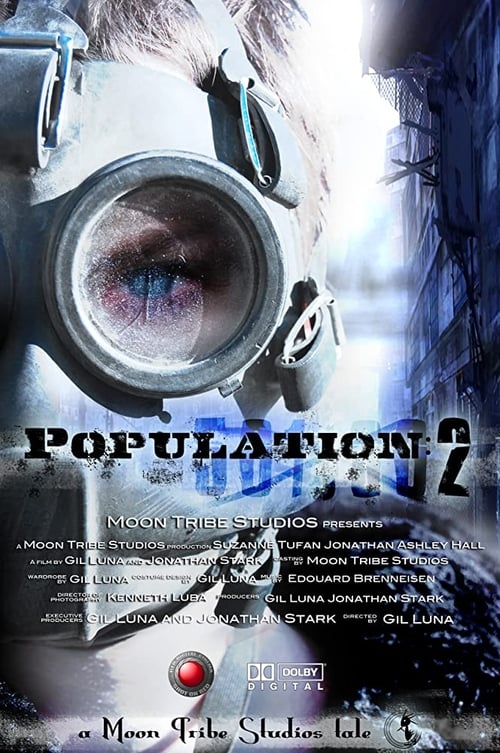 POPULATION:2
MOON TRIBE STUDIOS PRESENTS
A MOON TRIBE STUDIOS PRODUCTION SUZANNE TUFAN JONATHAN ASHLEY HALL
A FILM BY GIL LUNA AND JONATHAN STARK CASTING BY MOON TRIBE STUDIOS
WARDROBE BY GIL LUNA COSTUME DESIGN BY GIL LUNA MUSIC BY EDOUARD BRENNEISEN
DIRECTOR OF PHOTOGRAPHY KENNETH LUBA PRODUCERS GIL LUNA JONATHAN STARK
EXECUTIVE PRODUCERS GIL LUNA AND JONATHAN STARK DIRECTED BY GIL LUNA
DOLBY
DIGITAL
a Moon Tribe Studios tale